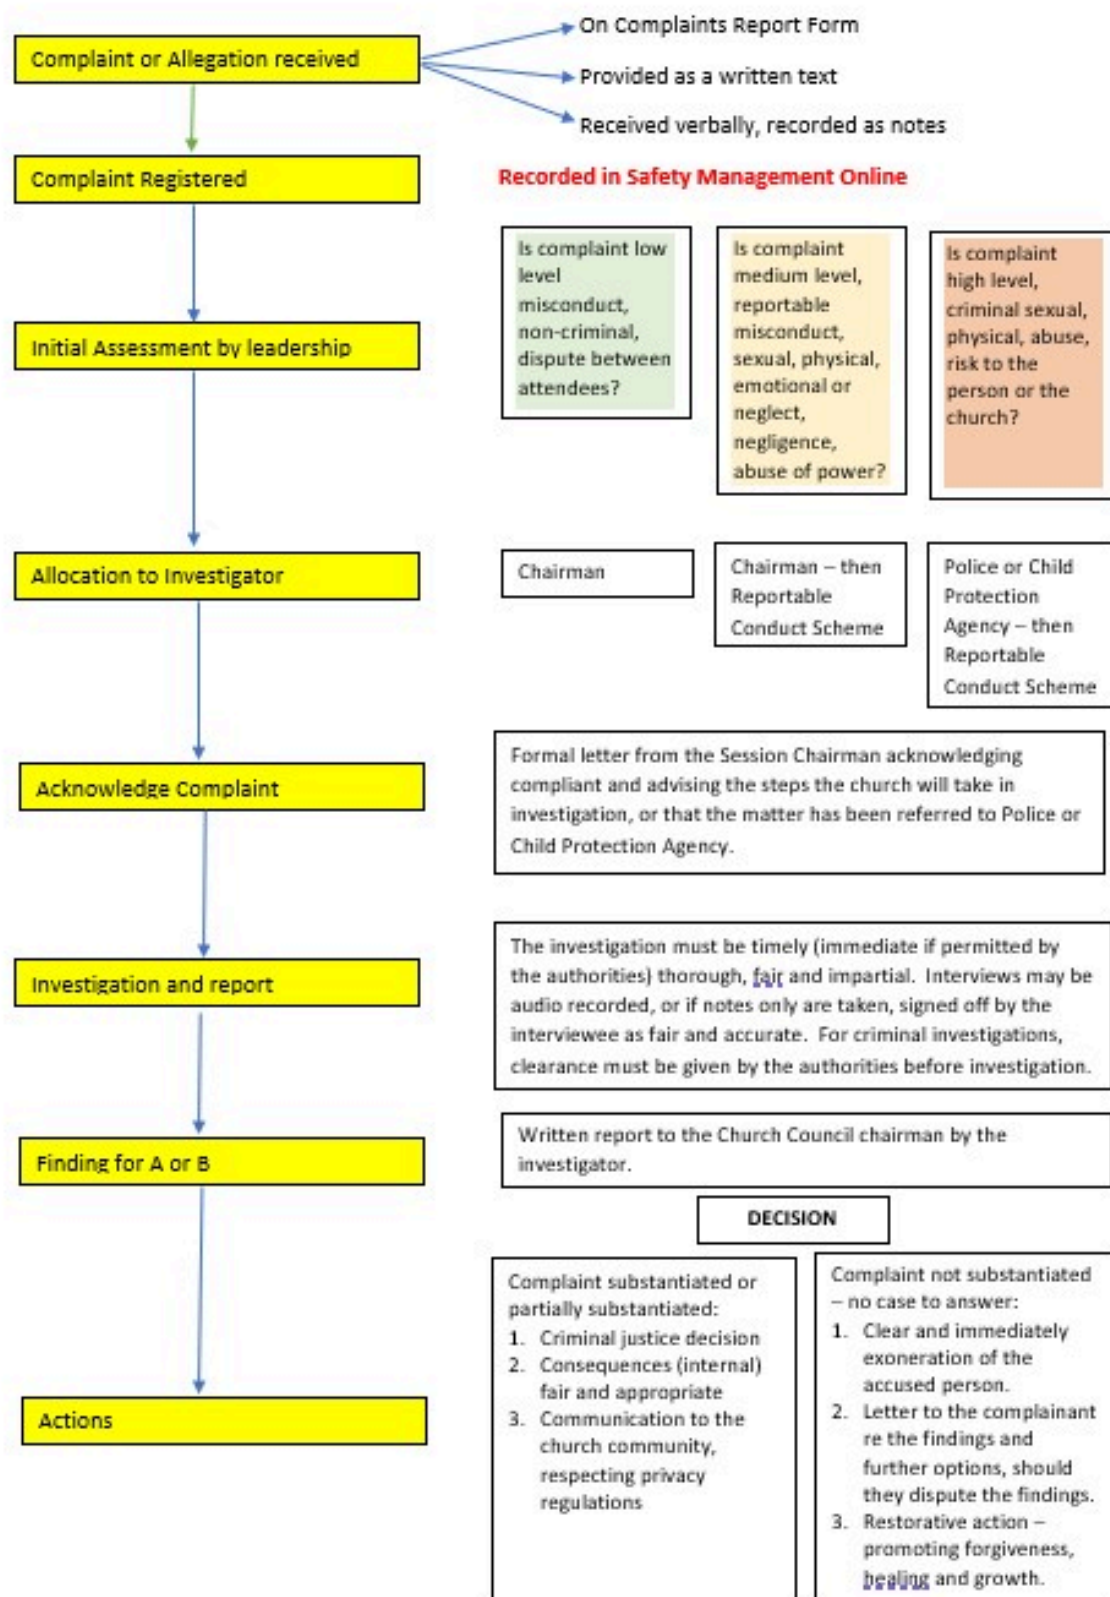 Complaint or Allegation received
On Complaints Report Form
Provided as a written text
Received verbally, recorded as notes
Complaint Registered
Recorded in Safety Management Online
Initial Assessment by leadership
Is complaint low
level
misconduct,
non-criminal,
dispute between
attendees?
Is complaint
medium level,
reportable
misconduct,
sexual, physical,
emotional or
neglect,
negligence,
abuse of power?
Is complaint
high level,
criminal sexual,
physical, abuse,
risk to the
person or the
church?
Allocation to Investigator
Chairman
Chairman – then
Reportable
Conduct Scheme
Police or Child
Protection
Agency – then
Reportable
Conduct Scheme
Acknowledge Complaint
Formal letter from the Session Chairman acknowledging
compliant and advising the steps the church will take in
investigation, or that the matter has been referred to Police or
Child Protection Agency.
Investigation and report
The investigation must be timely (immediate if permitted by
the authorities) thorough, fair and impartial. Interviews may be
audio recorded, or if notes only are taken, signed off by the
interviewee as fair and accurate. For criminal investigations,
clearance must be given by the authorities before investigation.
Finding for A or B
Written report to the Church Council chairman by the
investigator.
DECISION
Actions
Complaint substantiated or
partially substantiated:
1. Criminal justice decision
2. Consequences (internal)
fair and appropriate
3. Communication to the
church community,
respecting privacy
regulations
Complaint not substantiated
– no case to answer:
1. Clear and immediately
exoneration of the
accused person.
2. Letter to the complainant
re the findings and
further options, should
they dispute the findings.
3. Restorative action –
promoting forgiveness,
healing and growth.